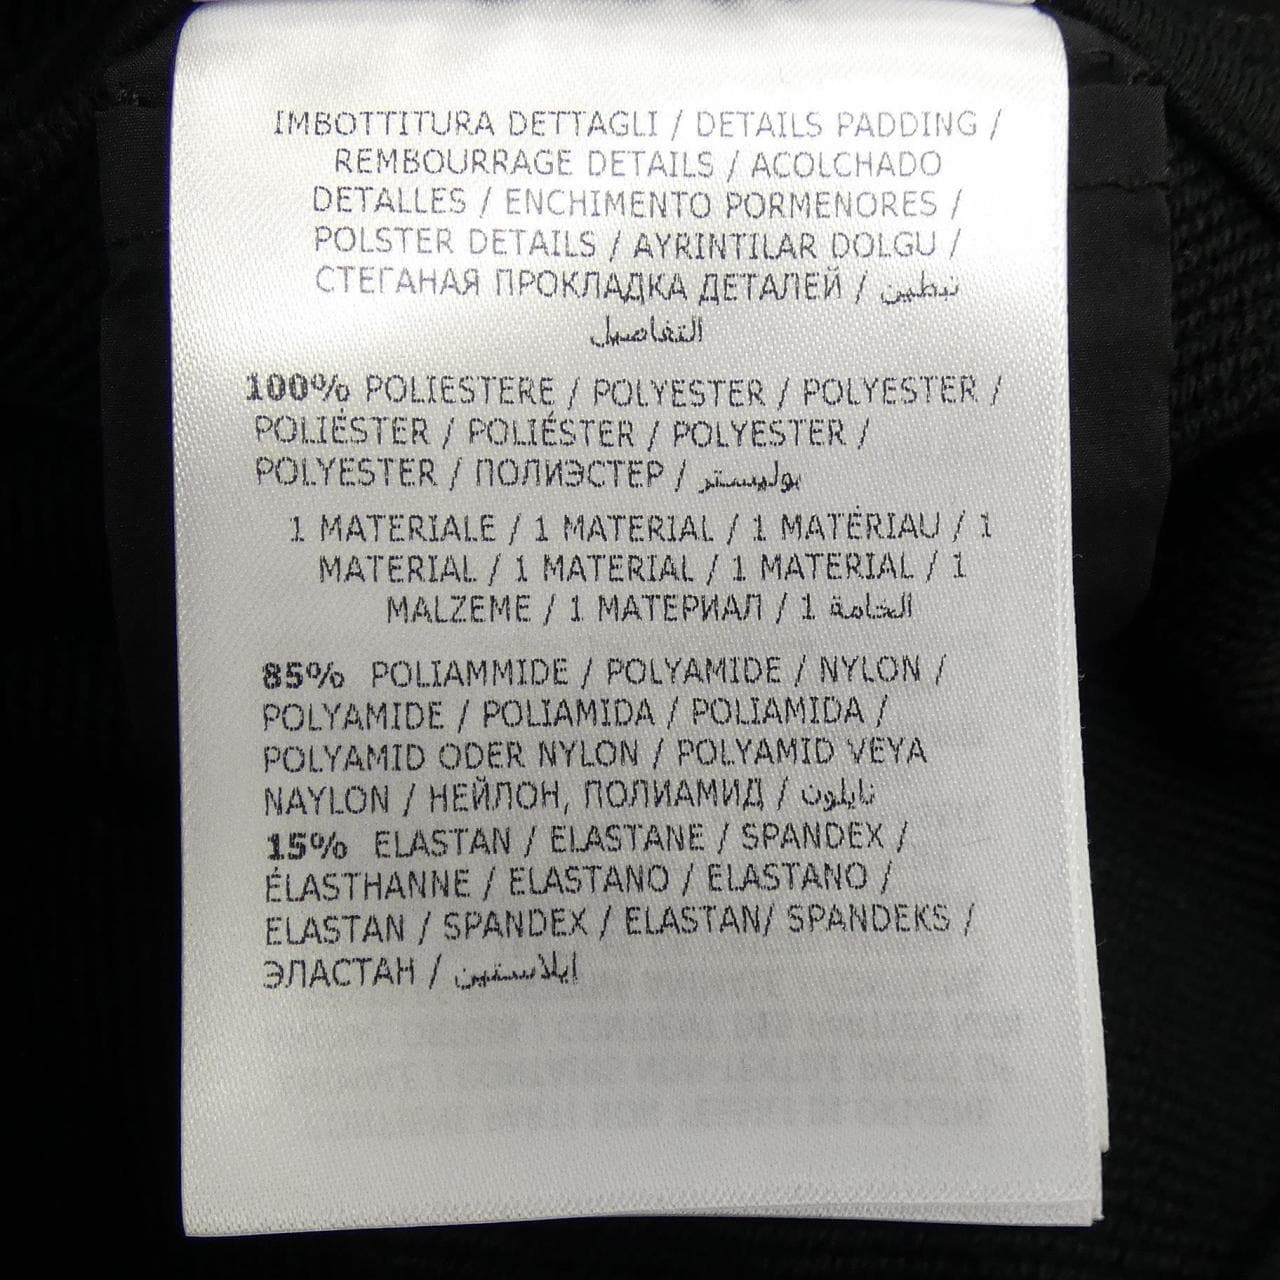 IMBOTTITURA DETTAGLI / DETAILS PADDING /
REMBOURRAGE DETAILS / ACOLCHADO
DETALLES / ENCHIMENTO PORMENORES /
POLSTER DETAILS / AYRINTILAR DOLGU /
СТЕГАНАЯ ПРОКЛАДКА ДЕТАЛЕЙ / تبطين
التفاصيل
100% POLIESTERE / POLYESTER / POLYESTER /
POLIÉSTER / POLIÉSTER / POLYESTER /
POLYESTER / ПОЛИЭСТЕР / بوليستر
1 MATERIALE / 1 MATERIAL / 1 MATÉRIAU / 1
MATERIAL / 1 MATERIAL / 1 MATERIAL / 1
MALZEME / 1 МАТЕРИАЛ / 1 الخامة
85% POLIAMMIDE / POLYAMIDE / NYLON /
POLYAMIDE / POLIAMIDA / POLIAMIDA /
POLYAMID ODER NYLON / POLYAMID VEYA
NAYLON / НЕЙЛОН, ПОЛИАМИД / نايلون
15% ELASTAN / ELASTANE / SPANDEX /
ÉLASTHANNE / ELASTANO / ELASTANO /
ELASTAN / SPANDEX / ELASTAN/ SPANDEKS /
ЭЛАСТАН / ايلاستين